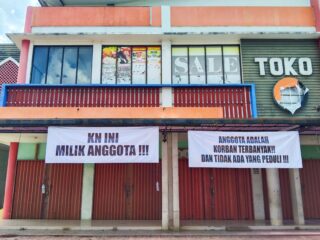 SALE
TOKO
KN INI
MILIK ANGGOTA !!!
ANGGOTA ADALAH
KORBAN TERBANYAK!!
DAN TIDAK ADA YANG PEDULI !!!